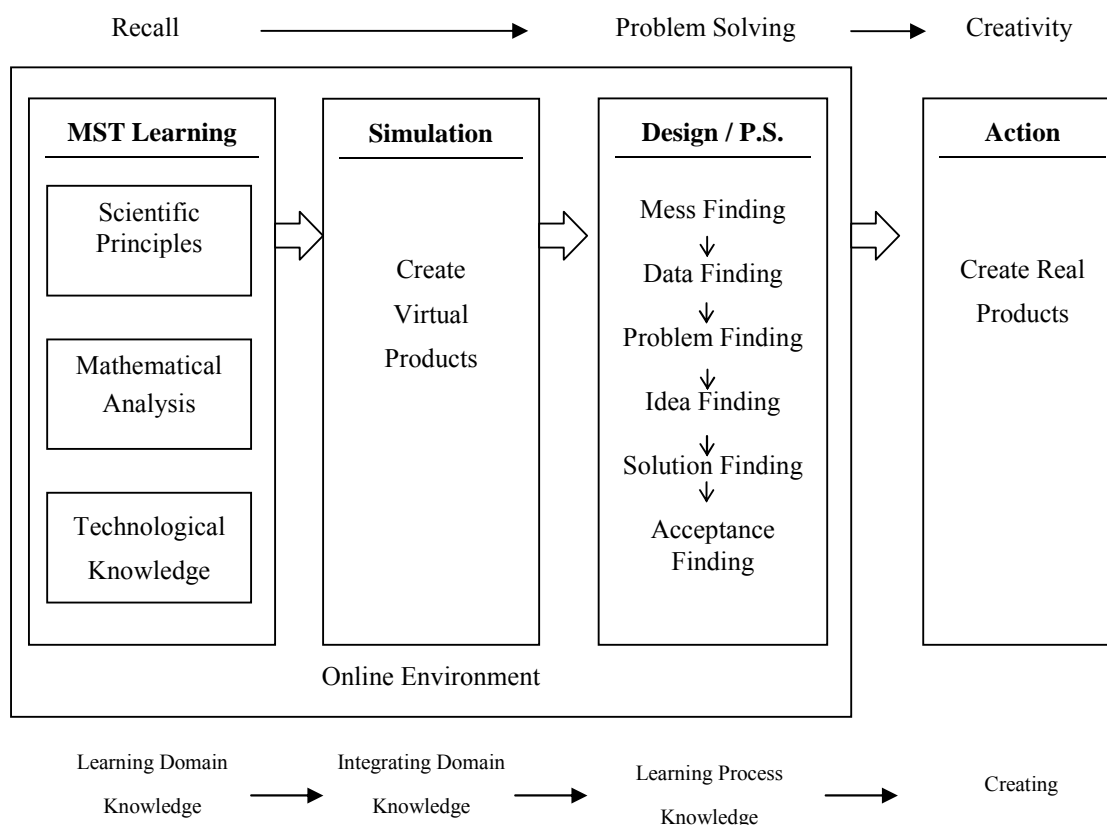 Recall
Problem Solving
Creativity
MST Learning
Scientific
Principles
Mathematical
Analysis
Technological
Knowledge
Simulation
Create
Virtual
Products
Design / P.S.
Mess Finding
Data Finding
Problem Finding
Idea Finding
Solution Finding
Acceptance
Finding
Action
Create Real
Products
Online Environment
Learning Domain
Knowledge
Integrating Domain
Knowledge
Learning Process
Knowledge
Creating